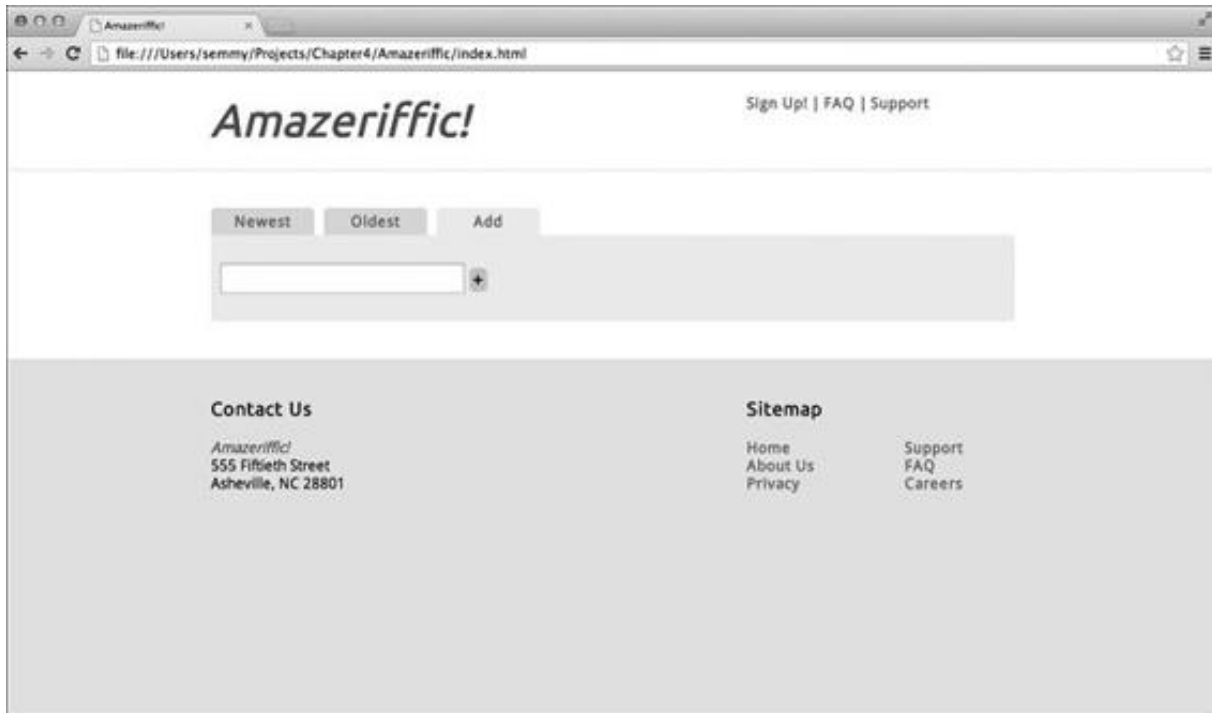 Amazeriffic!
file:///Users/semmy/Projects/Chapter4/Amazeriffic/index.html
Amazeriffic!
Sign Up! | FAQ | Support
Newest Oldest Add
+
Contact Us
Amazeriffic!
555 Fiftieth Street
Asheville, NC 28801
Sitemap
Home Support
About Us FAQ
Privacy Careers